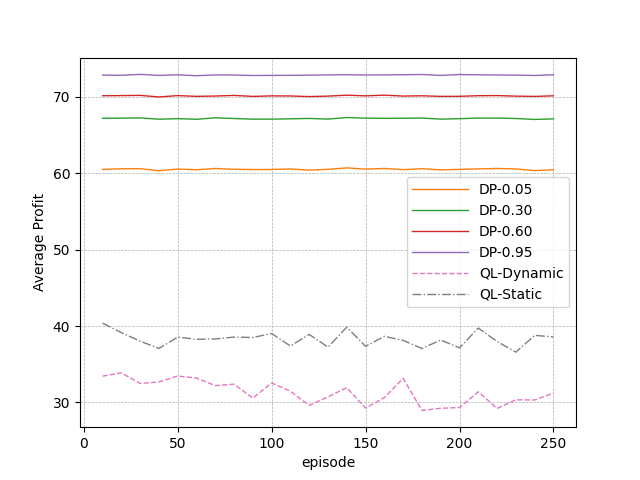 Average Profit
70
60
50
40
30
DP-0.05
DP-0.30
DP-0.60
DP-0.95
QL-Dynamic
QL-Static
0 50 100 150 200 250
episode